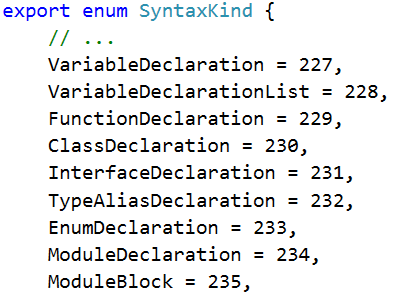 export enum SyntaxKind {
    // ...
    VariableDeclaration = 227,
    VariableDeclarationList = 228,
    FunctionDeclaration = 229,
    ClassDeclaration = 230,
    InterfaceDeclaration = 231,
    TypeAliasDeclaration = 232,
    EnumDeclaration = 233,
    ModuleDeclaration = 234,
    ModuleBlock = 235,